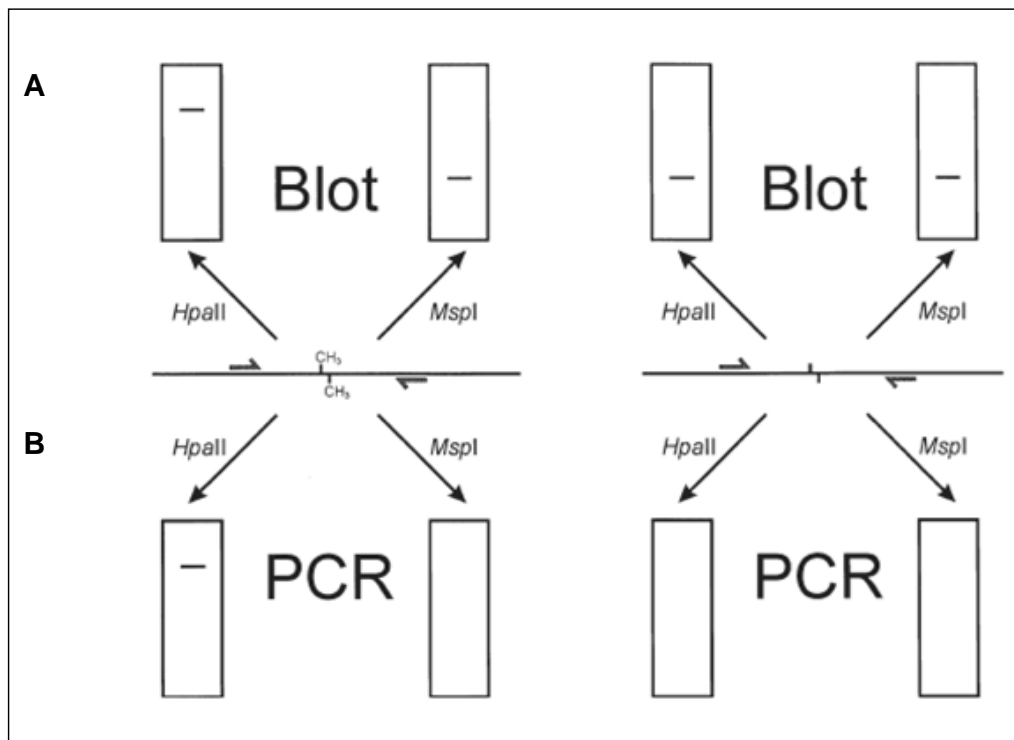 A
Blot Blot
HpaII MspI HpaII MspI
CH₃
CH₃
B
HpaII MspI HpaII MspI
PCR PCR